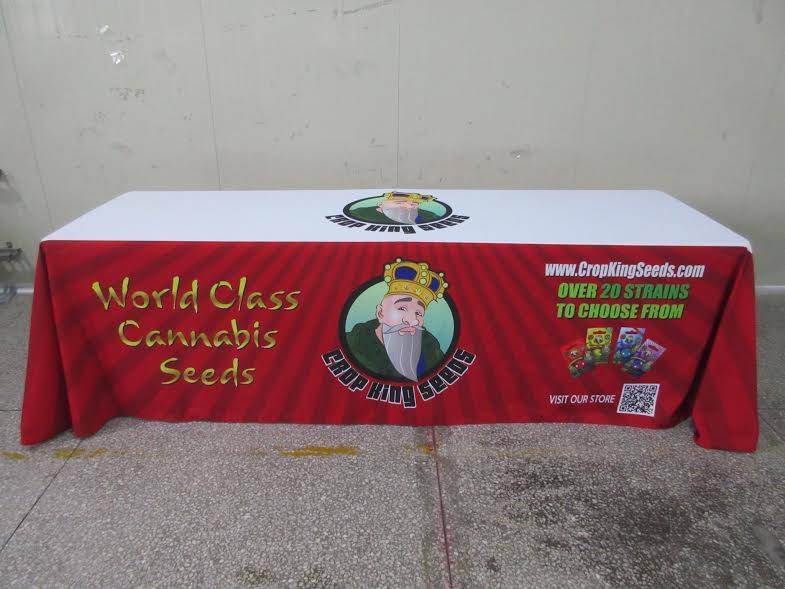 CROP King SEEDS
World Class
Cannabis
Seeds
CROP King SEEDS
www.CropKingSeeds.com
OVER 20 STRAINS
TO CHOOSE FROM
VISIT OUR STORE